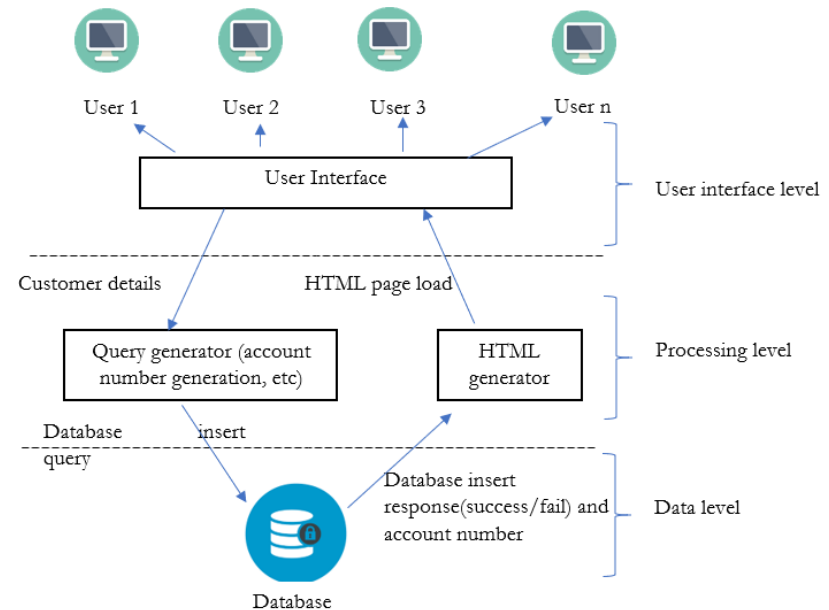 User 1
User 2
User 3
User n
User Interface
User interface level
Customer details
HTML page load
Query generator (account
number generation, etc)
HTML
generator
Processing level
Database insert
query
Database insert
response(success/fail) and
account number
Data level
Database